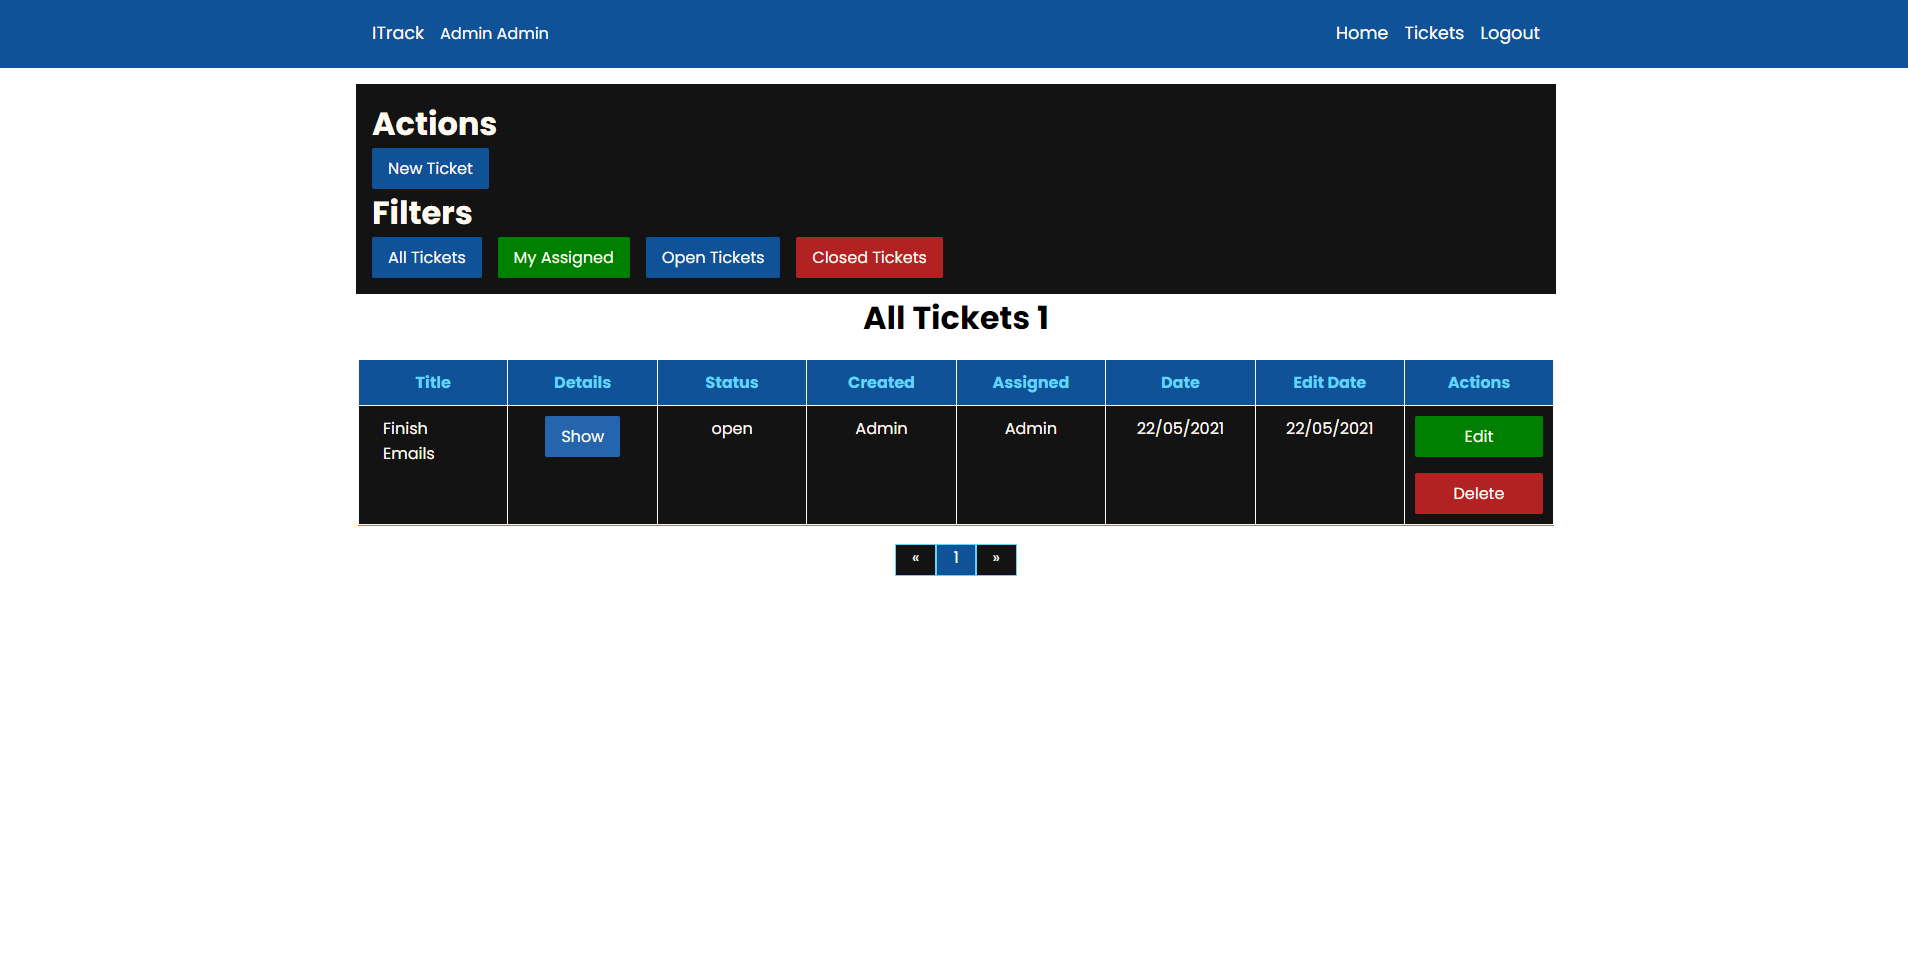 ITrack Admin Admin Home Tickets Logout
Actions
New Ticket
Filters
All Tickets My Assigned Open Tickets Closed Tickets
All Tickets 1
Title Details Status Created Assigned Date Edit Date Actions
Finish Show open Admin Admin 22/05/2021 22/05/2021 Edit
Emails
Delete
« 1 »